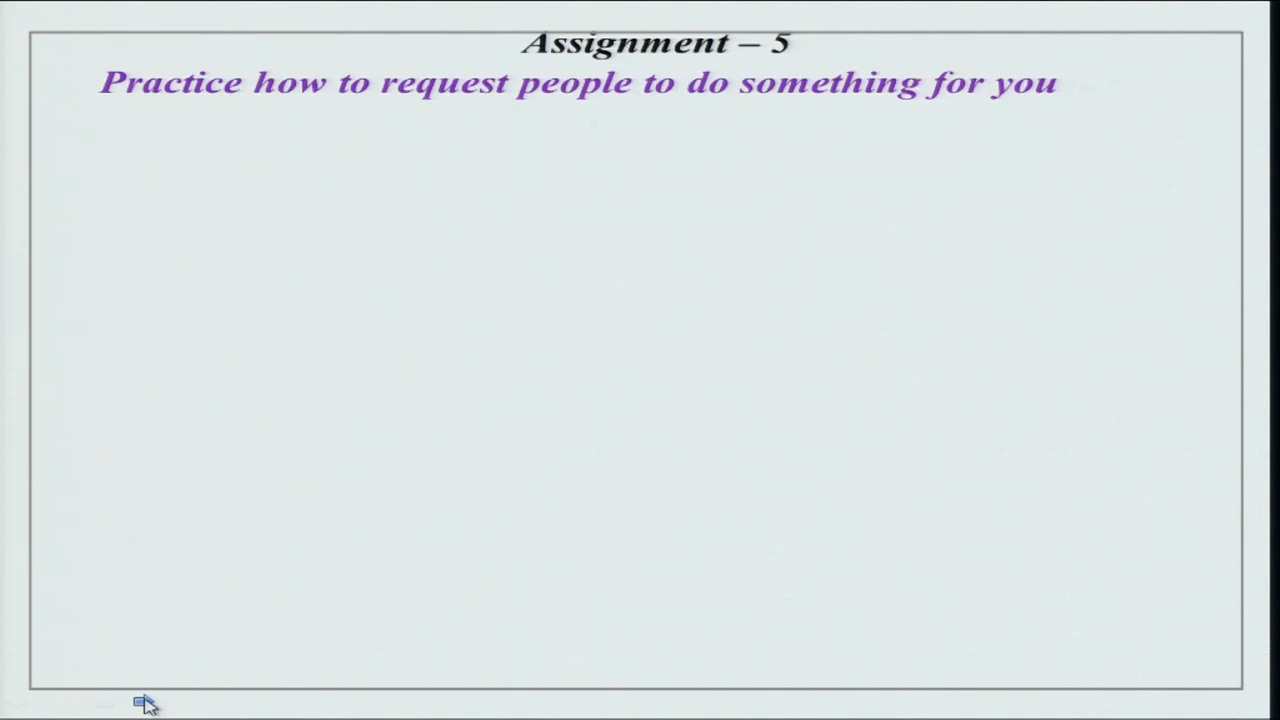 Assignment – 5
Practice how to request people to do something for you